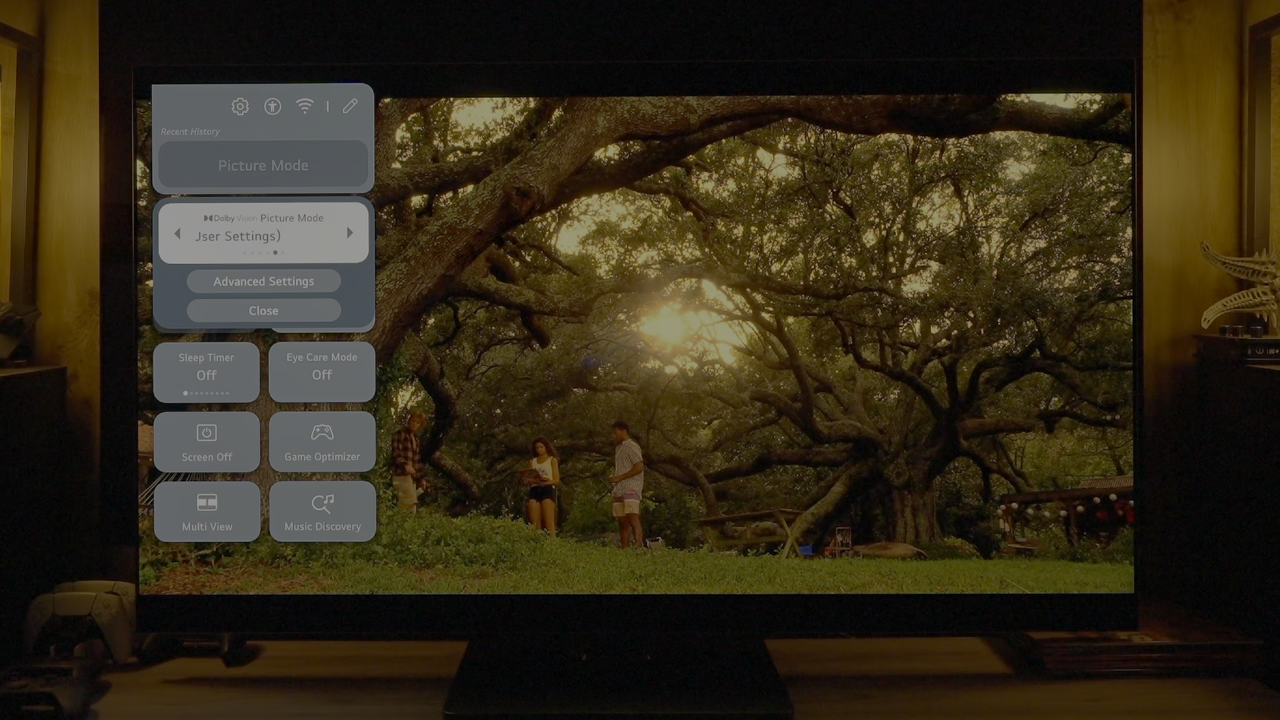 Recent History
Picture Mode
Dolby Vision Picture Mode
Jser Settings)
Advanced Settings
Close
Sleep Timer
Off
Eye Care Mode
Off
Screen Off
Game Optimizer
Multi View
Music Discovery